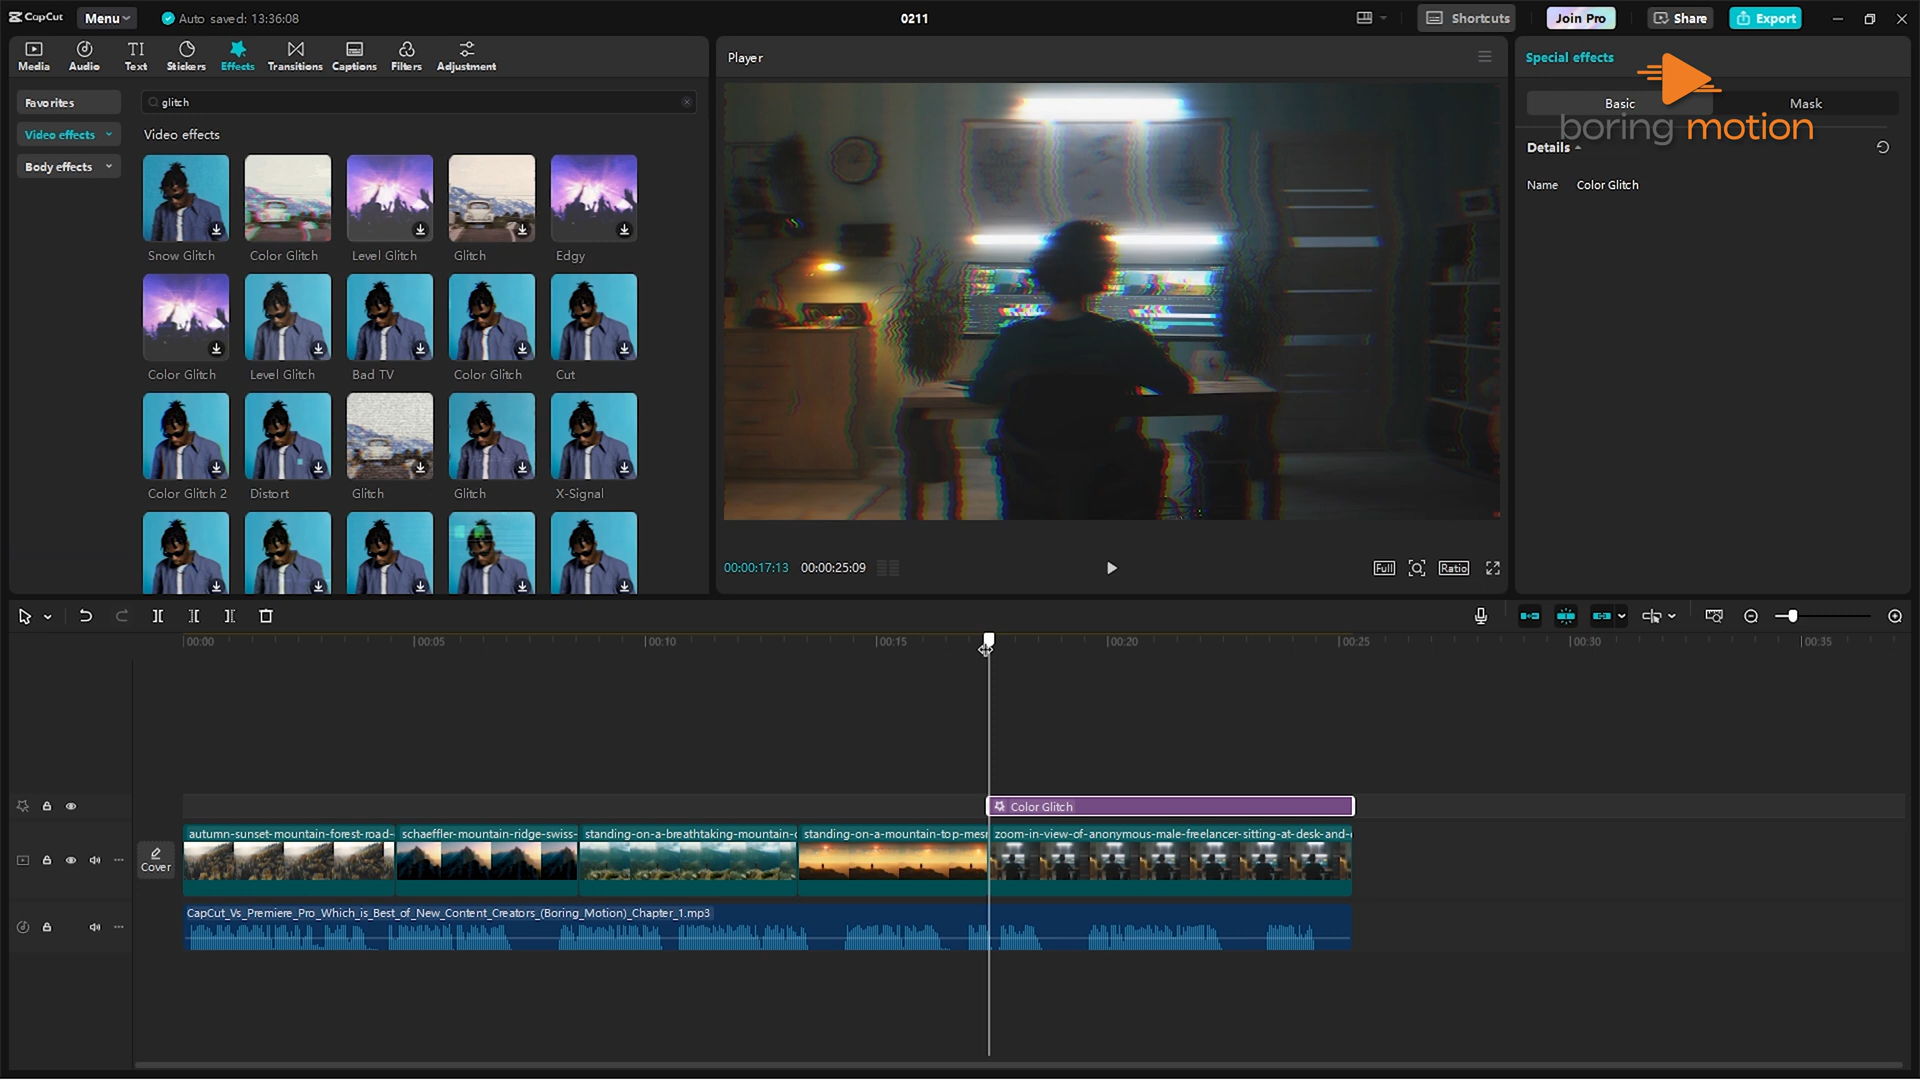 CapCut
Menu
Auto saved: 13:36:08
0211
Shortcuts
Join Pro
Share
Export
Media
Audio
Text
Stickers
Effects
Transitions
Captions
Filters
Adjustment
Favorites
Video effects
Body effects
glitch
Video effects
Snow Glitch
Color Glitch
Level Glitch
Glitch
Edgy
Color Glitch
Level Glitch
Bad TV
Color Glitch
Cut
Color Glitch 2
Distort
Glitch
Glitch
X-Signal
Player
00:00:17:13
00:00:25:09
Full
Ratio
Special effects
Basic
Mask
boring motion
Details
Name
Color Glitch
00:00
00:05
00:10
00:15
00:20
00:25
00:30
00:35
Color Glitch
Cover
autumn-sunset-mountain-forest-road-
schaeffler-mountain-ridge-swiss-
standing-on-a-breathtaking-mountain-c
standing-on-a-mountain-top-mesr
zoom-in-view-of-anonymous-male-freelancer-sitting-at-desk-and-
CapCut_Vs_Premiere_Pro_Which_is_Best_of_New_Content_Creators_(Boring_Motion)_Chapter_1.mp3